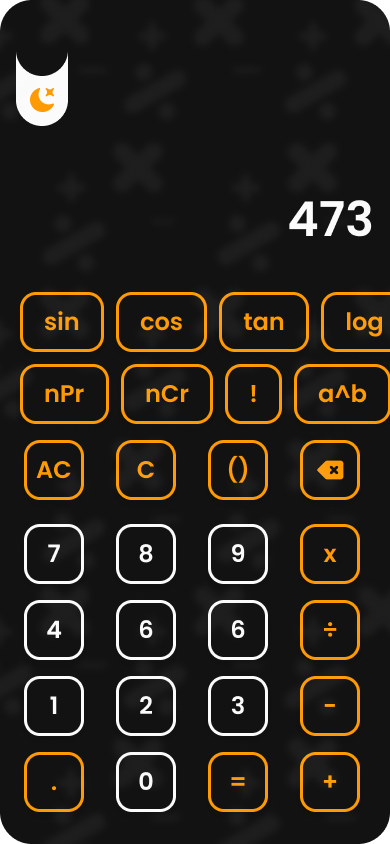 473
sin cos tan log
nPr nCr ! a^b
AC C ()
7 8 9 x
4 6 6 ÷
1 2 3 -
. 0 = +